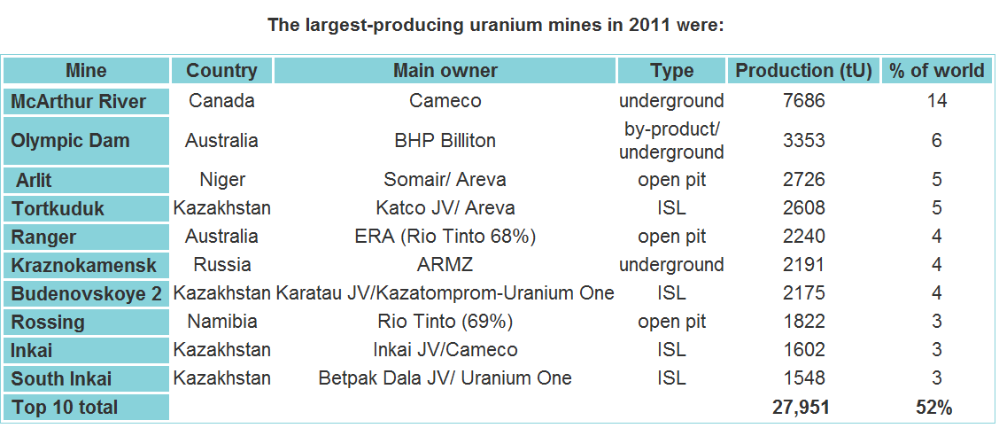 The largest-producing uranium mines in 2011 were:
Mine Country Main owner Type Production (tU) % of world
McArthur River Canada Cameco underground 7686 14
Olympic Dam Australia BHP Billiton by-product/
underground 3353 6
Arlit Niger Somair/ Areva open pit 2726 5
Tortkuduk Kazakhstan Katco JV/ Areva ISL 2608 5
Ranger Australia ERA (Rio Tinto 68%) open pit 2240 4
Kraznokamensk Russia ARMZ underground 2191 4
Budenovskoye 2 Kazakhstan Karatau JV/Kazatomprom-Uranium One ISL 2175 4
Rossing Namibia Rio Tinto (69%) open pit 1822 3
Inkai Kazakhstan Inkai JV/Cameco ISL 1602 3
South Inkai Kazakhstan Betpak Dala JV/ Uranium One ISL 1548 3
Top 10 total 27,951 52%